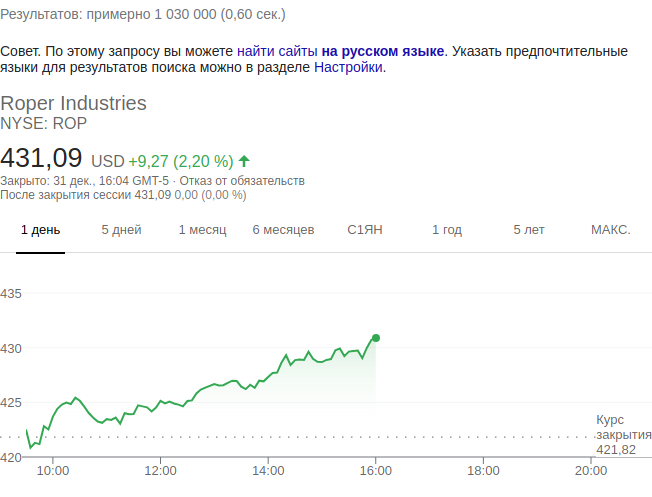 Результатов: примерно 1 030 000 (0,60 сек.)
Совет. По этому запросу вы можете найти сайты на русском языке. Указать предпочтительные
языки для результатов поиска можно в разделе Настройки.
Roper Industries
NYSE: ROP
431,09 USD +9,27 (2,20 %)
Закрыто: 31 дек., 16:04 GMT-5 · Отказ от обязательств
После закрытия сессии 431,09 0,00 (0,00 %)
1 день 5 дней 1 месяц 6 месяцев С1ЯН 1 год 5 лет МАКС.
435
430
425
Курс
закрытия
421,82
420
10:00 12:00 14:00 16:00 18:00 20:00